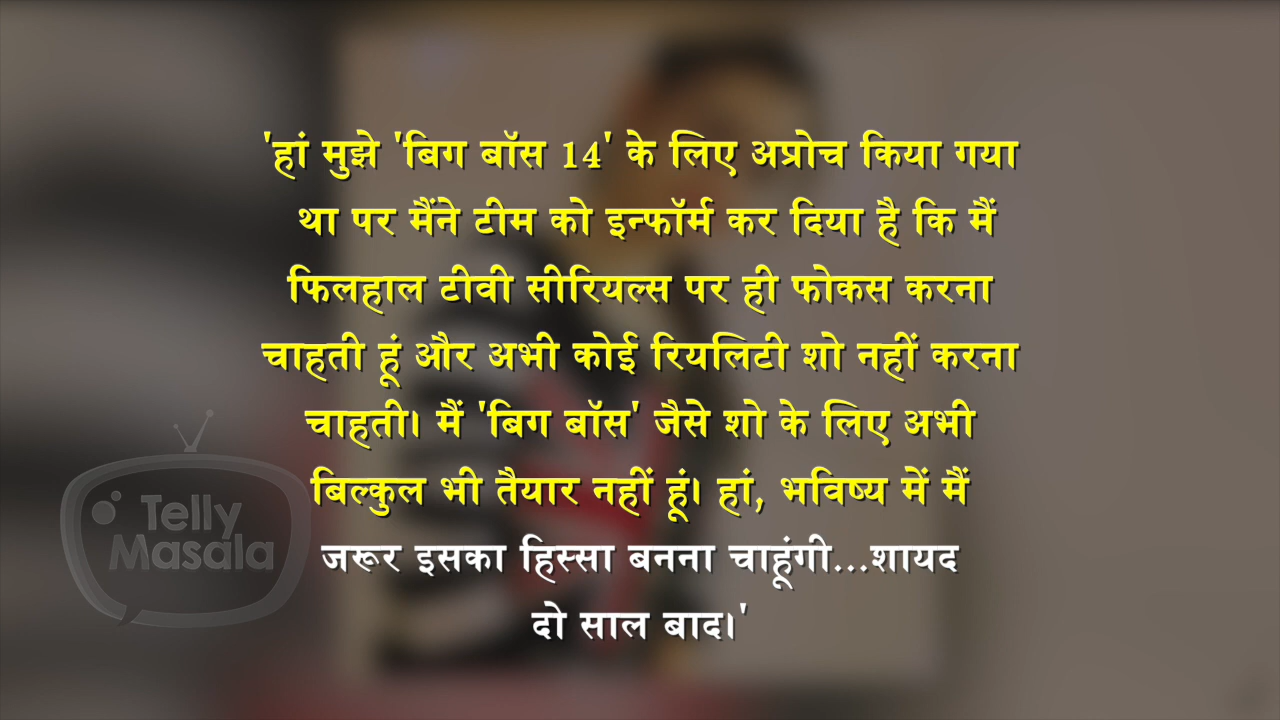 'हां मुझे 'बिग बॉस 14' के लिए अप्रोच किया गया
था पर मैंने टीम को इन्फॉर्म कर दिया है कि मैं
फिलहाल टीवी सीरियल्स पर ही फोकस करना
चाहती हूं और अभी कोई रियलिटी शो नहीं करना
चाहती। मैं 'बिग बॉस' जैसे शो के लिए अभी
बिल्कुल भी तैयार नहीं हूं। हां, भविष्य में मैं
जरूर इसका हिस्सा बनना चाहूंगी...शायद
दो साल बाद।'
Telly
Masala